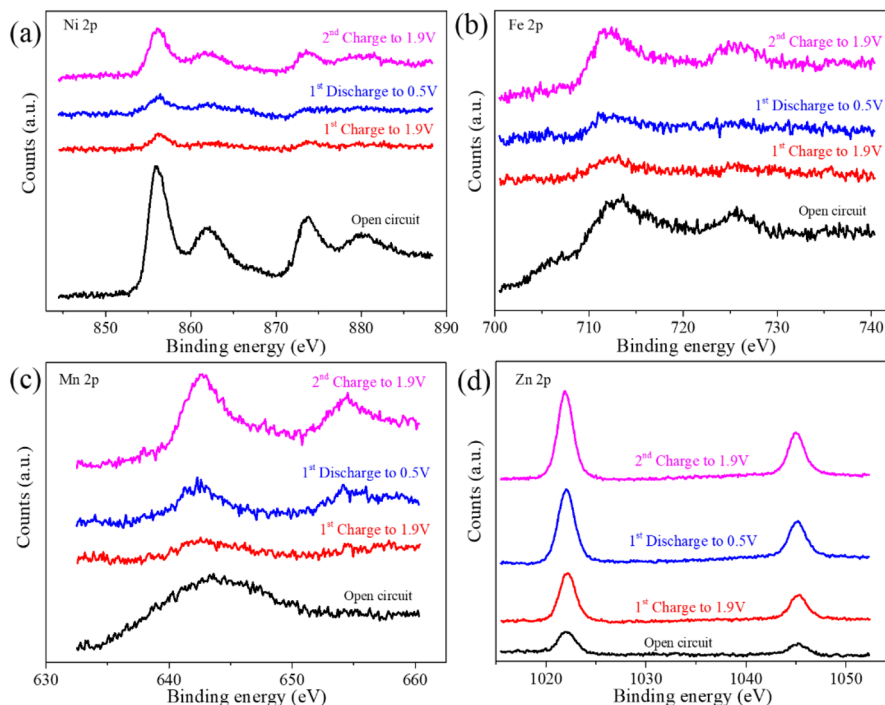 (a)
Ni 2p
2nd Charge to 1.9V
1st Discharge to 0.5V
1st Charge to 1.9V
Open circuit
Counts (a.u.)
850 860 870 880 890
Binding energy (eV)
(b)
Fe 2p
2nd Charge to 1.9V
1st Discharge to 0.5V
1st Charge to 1.9V
Open circuit
Counts (a.u.)
700 710 720 730 740
Binding energy (eV)
(c)
Mn 2p
2nd Charge to 1.9V
1st Discharge to 0.5V
1st Charge to 1.9V
Open circuit
Counts (a.u.)
630 640 650 660
Binding energy (eV)
(d)
Zn 2p
2nd Charge to 1.9V
1st Discharge to 0.5V
1st Charge to 1.9V
Open circuit
Counts (a.u.)
1020 1030 1040 1050
Binding energy (eV)